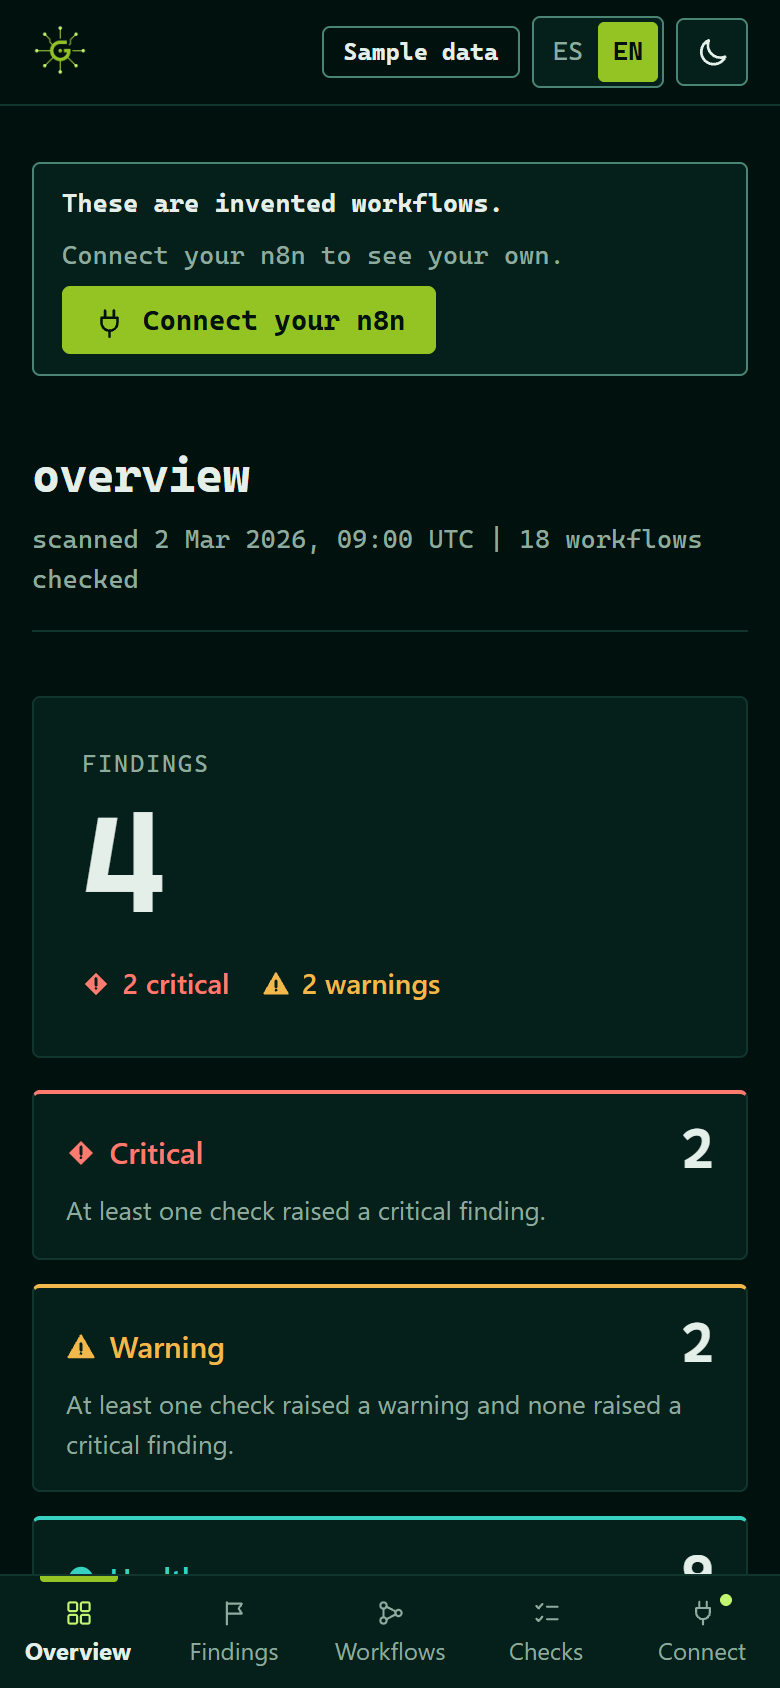 G
Sample data
ES
EN
These are invented workflows.
Connect your n8n to see your own.
Connect your n8n
overview
scanned 2 Mar 2026, 09:00 UTC | 18 workflows
checked
FINDINGS
4
2 critical
2 warnings
Critical
2
At least one check raised a critical finding.
Warning
2
At least one check raised a warning and none raised a
critical finding.
Overview
Findings
Workflows
Checks
Connect